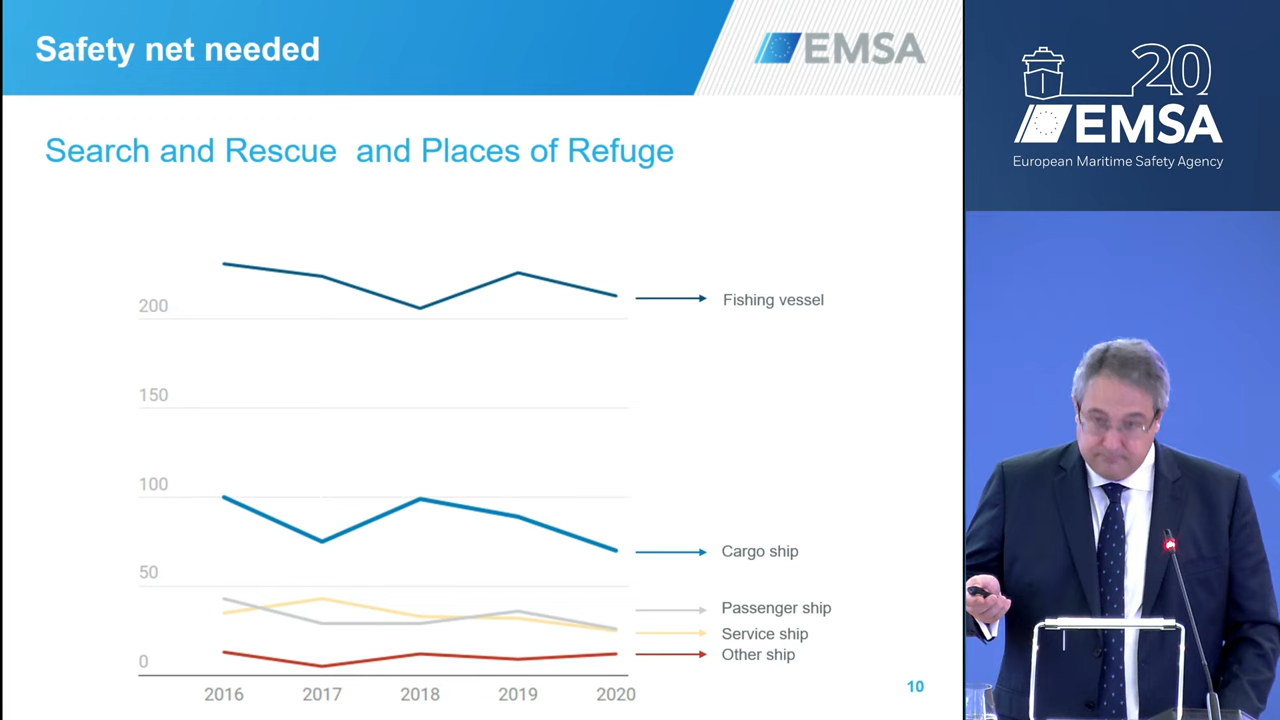 Safety net needed
EMSA
Search and Rescue and Places of Refuge
200
150
100
50
0
2016 2017 2018 2019 2020
Fishing vessel
Cargo ship
Passenger ship
Service ship
Other ship
10
20
EMSA
European Maritime Safety Agency